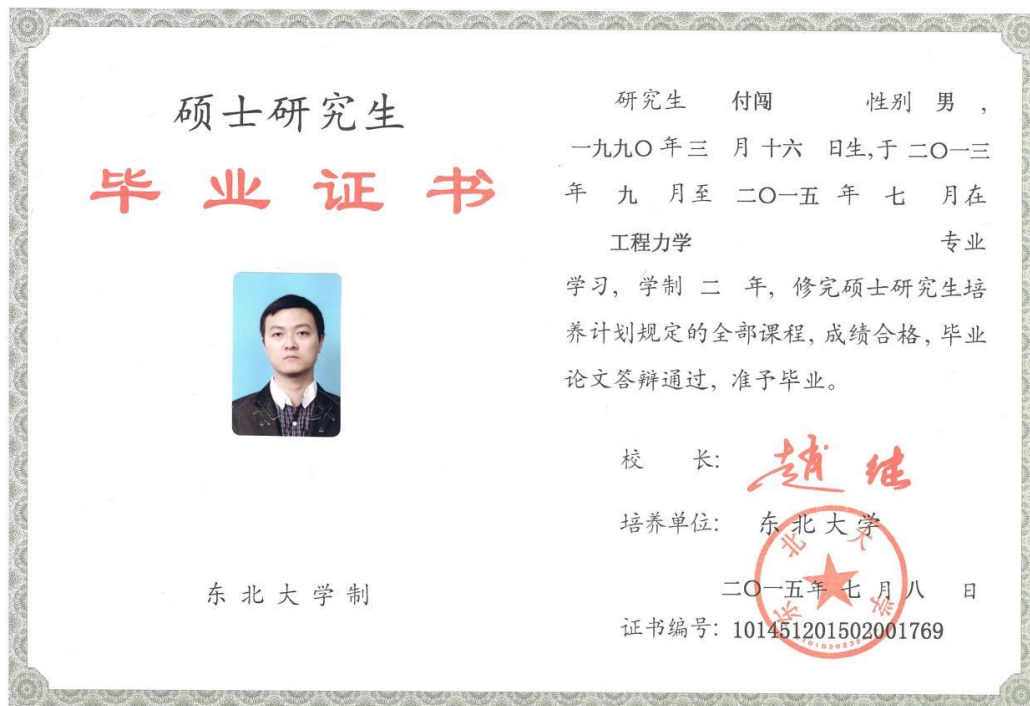 硕士研究生
毕业证书
东北大学制
研究生 付闯 性别 男 ,
一九九〇年三 月十六 日生,于 二〇一三
年 九 月至 二〇一五 年 七 月在
工程力学 专业
学习, 学制 二 年, 修完硕士研究生培
养计划规定的全部课程, 成绩合格, 毕业
论文答辩通过, 准予毕业。
校 长: 赵继
培养单位: 东北大学
东北大学
二〇一五年 七 月 八 日
证书编号: 101451201502001769